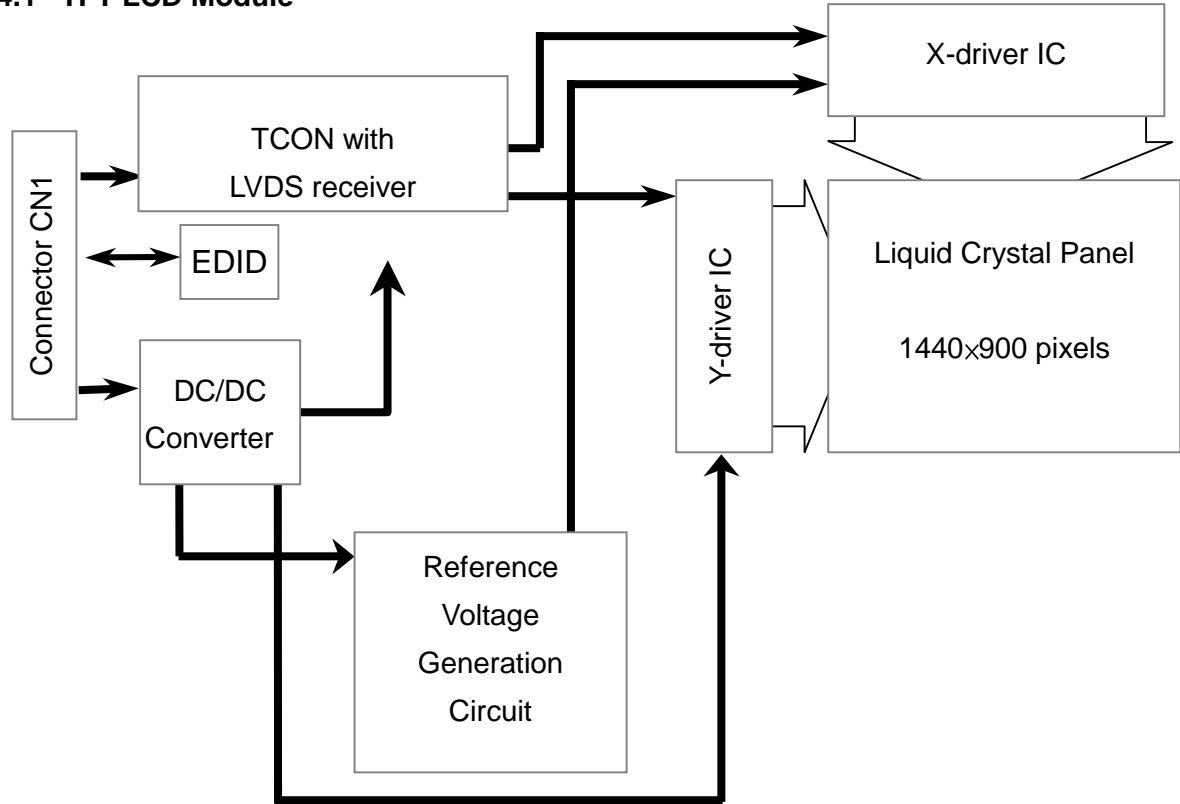 X-driver IC
TCON with
LVDS receiver
Connector CN1
EDID
Y-driver IC
Liquid Crystal Panel
1440×900 pixels
DC/DC
Converter
Reference
Voltage
Generation
Circuit